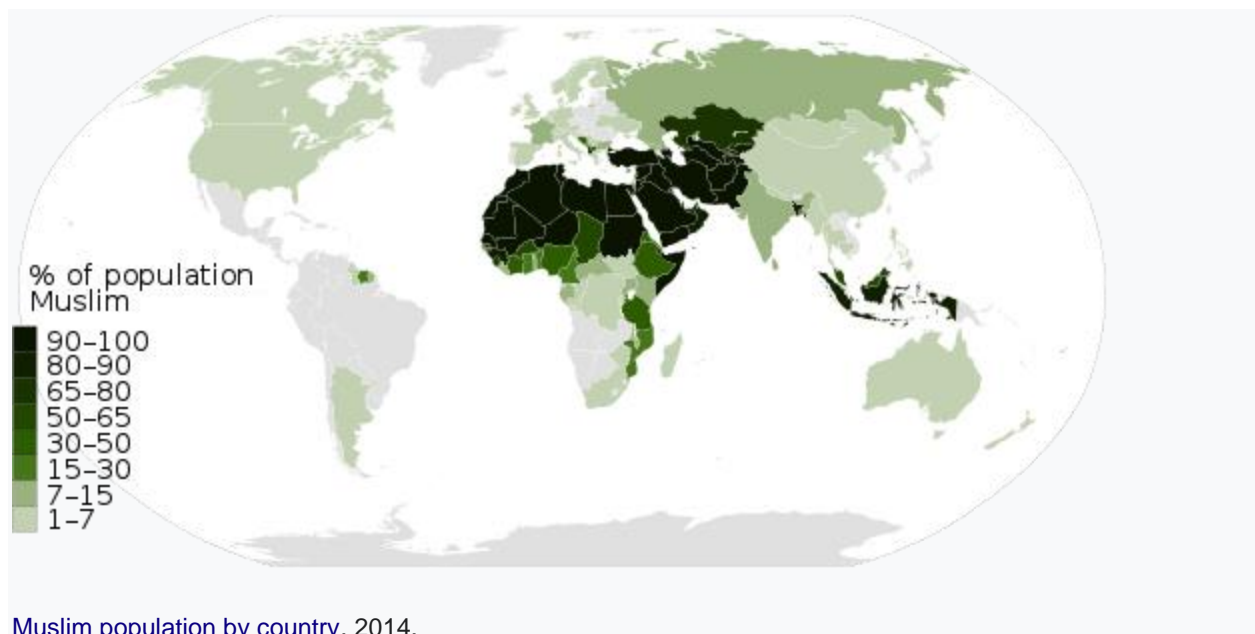 % of population
Muslim
90–100
80–90
65–80
50–65
30–50
15–30
7–15
1–7
Muslim population by country, 2014.